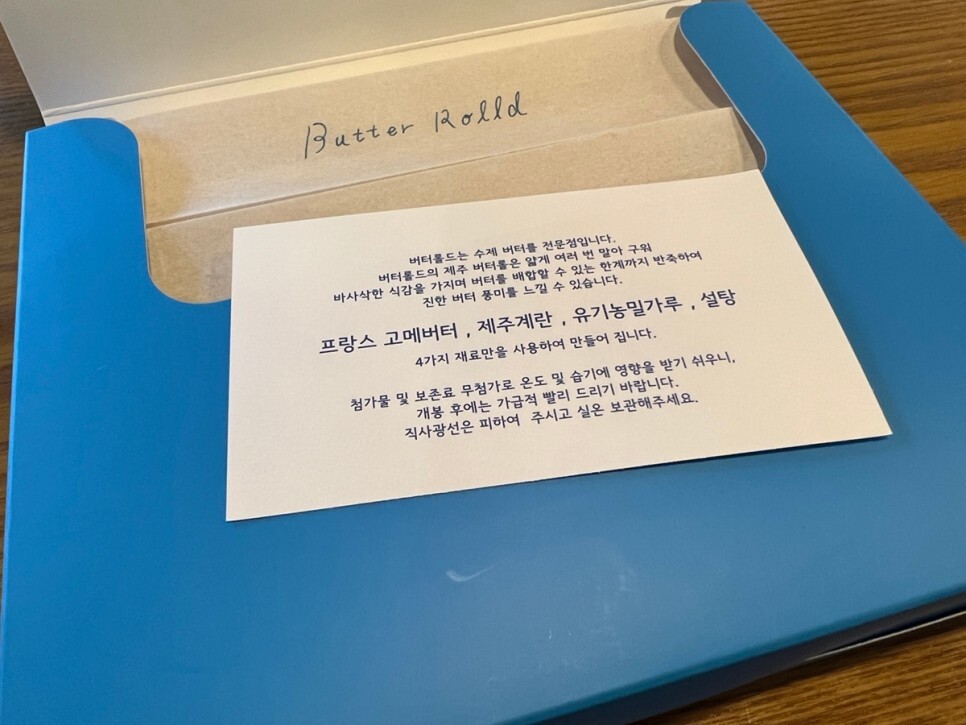 Butter Rolld
버터롤드는 수제 버터롤 전문점입니다.
버터롤드의 제주 버터롤은 얇게 여러 번 말아 구워
바사삭한 식감을 가지며 버터를 배합할 수 있는 한계까지 반죽하여
진한 버터 풍미를 느낄 수 있습니다.
프랑스 고메버터 , 제주계란 , 유기농밀가루 , 설탕
4가지 재료만을 사용하여 만들어 집니다.
첨가물 및 보존료 무첨가로 온도 및 습기에 영향을 받기 쉬우니,
개봉 후에는 가급적 빨리 드리기 바랍니다.
직사광선은 피하여 주시고 실온 보관해주세요.